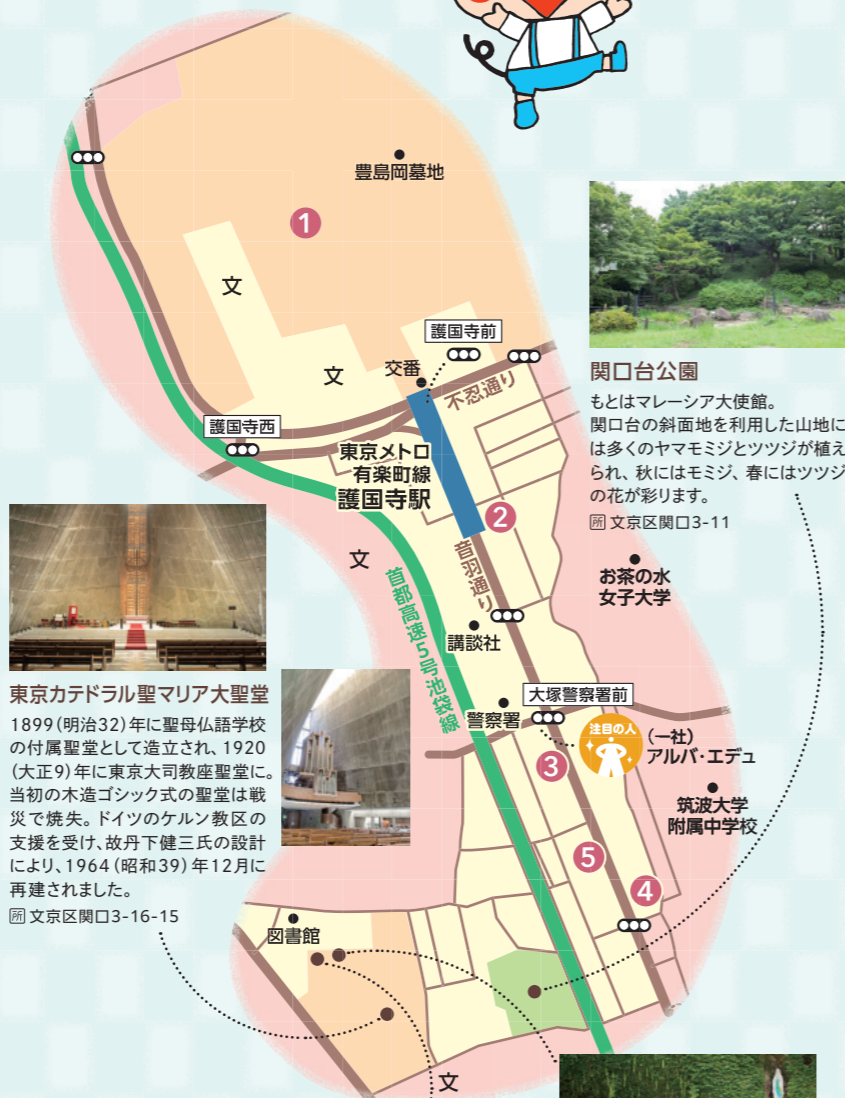 豊島岡墓地
1
文
護国寺前
文
交番
不忍通り
護国寺西
東京メトロ
有楽町線
護国寺駅
2
文
音羽通り
首都高速5号池袋線
講談社
お茶の水
女子大学
大塚警察署前
警察署
注目の人
(一社)
アルバ・エデュ
3
筑波大学
附属中学校
5
4
図書館
文
関口台公園
もとはマレーシア大使館。
関口台の斜面地を利用した山地に
は多くのヤマモミジとツツジが植え
られ、秋にはモミジ、春にはツツジ
の花が彩ります。
所 文京区関口3-11
東京カテドラル聖マリア大聖堂
1899(明治32)年に聖母仏語学校
の付属聖堂として造立され、1920
(大正9)年に東京大司教座聖堂に。
当初の木造ゴシック式の聖堂は戦
災で焼失。ドイツのケルン教区の
支援を受け、故丹下健三氏の設計
により、1964(昭和39)年12月に
再建されました。
所 文京区関口3-16-15